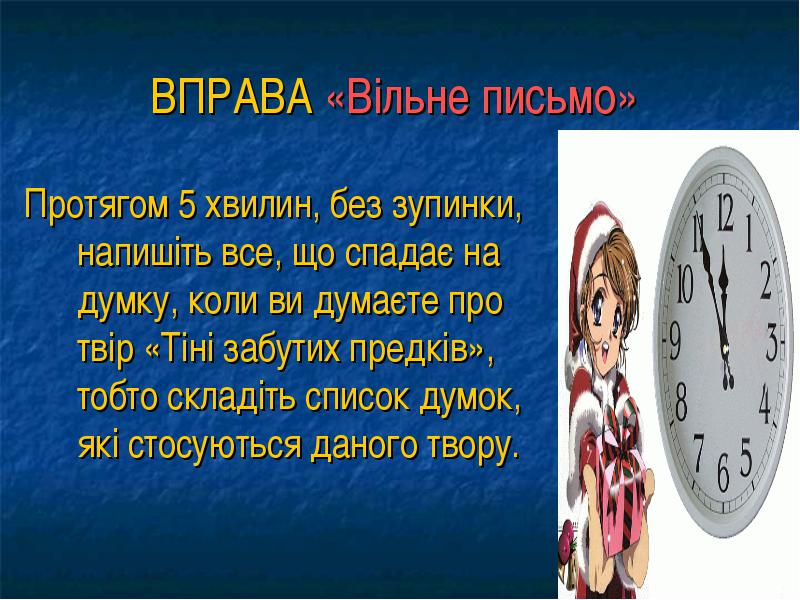 ВПРАВА «Вільне письмо»
Протягом 5 хвилин, без зупинки,
напишіть все, що спадає на
думку, коли ви думаєте про
твір «Тіні забутих предків»,
тобто складіть список думок,
які стосуються даного твору.
11 12 1
10 2
9 3
8 4
7 6 5